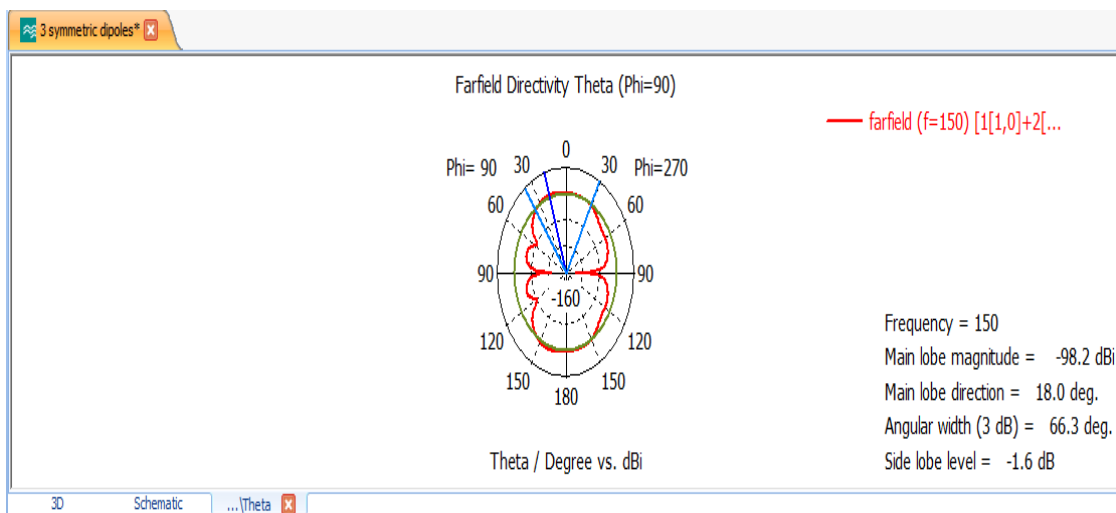 3 symmetric dipoles*
Farfield Directivity Theta (Phi=90)
farfield (f=150) [1[1,0]+2[...
0
Phi= 90 30 30 Phi=270
60 60
90 90
-160
120 120
150 150
180
Frequency = 150
Main lobe magnitude = -98.2 dBi
Main lobe direction = 18.0 deg.
Angular width (3 dB) = 66.3 deg.
Side lobe level = -1.6 dB
Theta / Degree vs. dBi
3D Schematic ...\Theta